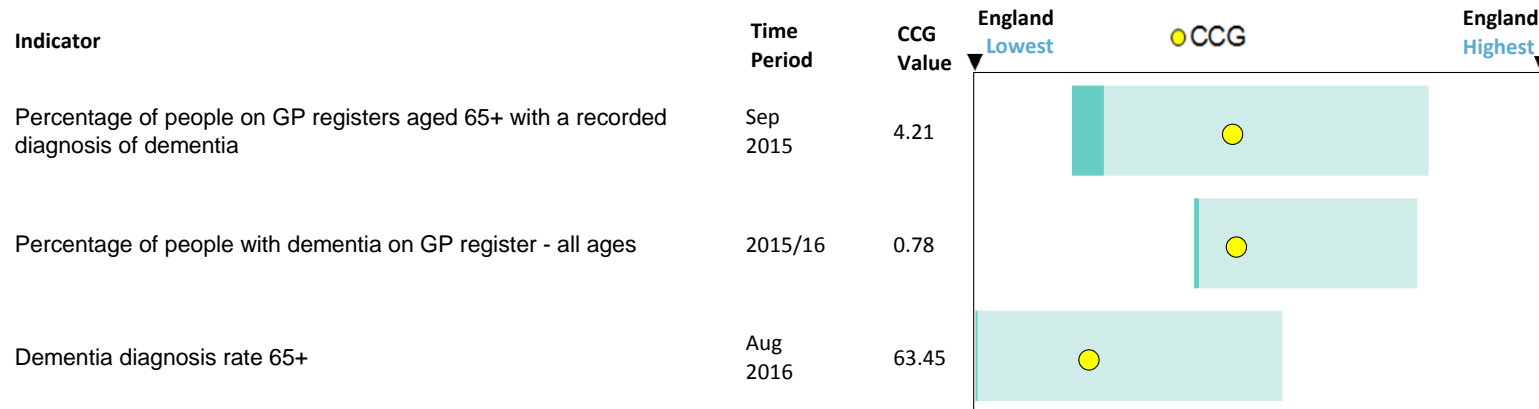 Indicator
Time
Period
CCG
Value
England
Lowest
CCG
England
Highest
Percentage of people on GP registers aged 65+ with a recorded
diagnosis of dementia
Sep
2015
4.21
Percentage of people with dementia on GP register - all ages
2015/16
0.78
Dementia diagnosis rate 65+
Aug
2016
63.45